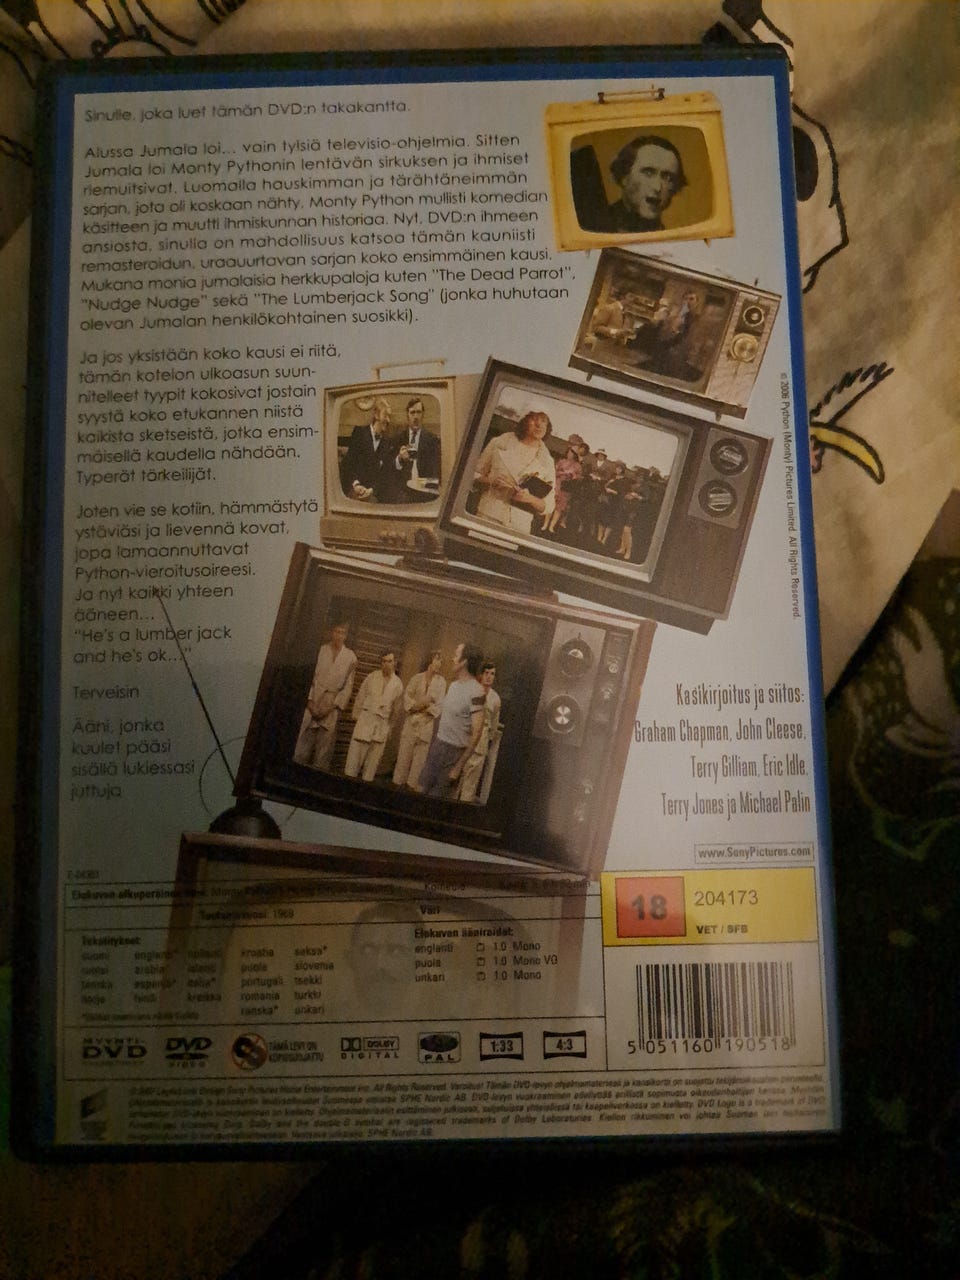 Sinulle, joka luet tämän DVD:n takakantta.
Alussa Jumala loi... vain tylsiä televisio-ohjelmia. Sitten
Jumala loi Monty Pythonin lentävän sirkuksen ja ihmiset
riemuitsivat. Luomalla hauskimman ja tärähtäneimmän
sarjan, jota oli koskaan nähty, Monty Python mullisti komedian
käsitteen ja muutti ihmiskunnan historiaa. Nyt, DVD:n ihmeen
ansiosta, sinulla on mahdollisuus katsoa tämän kauniisti
remasteroidun, uraauurtavan sarjan koko ensimmäinen kausi.
Mukana monia jumalaisia herkkupaloja kuten "The Dead Parrot",
"Nudge Nudge" sekä "The Lumberjack Song" (jonka huhutaan
olevan Jumalan henkilökohtainen suosikki).
Ja jos yksistään koko kausi ei riitä,
tämän kotelon ulkoasun suun-
nitelleet tyypit kokosivat jostain
syystä koko etukannen niistä
kaikista sketseistä, jotka ensim-
mäisellä kaudella nähdään.
Typerät tärkeilijät.
Joten vie se kotiin, hämmästytä
ystäviäsi ja lievennä kovat,
jopa lamaannuttavat
Python-vieroitusoireesi.
Ja nyt kaikki yhteen
ääneen...
"He's a lumber jack
and he's ok..."
Terveisin
Ääni, jonka
kuulet pääsi
sisällä lukiessasi
juttuja
© 2006 Python (Monty) Pictures Limited. All Rights Reserved.
Käsikirjoitus ja siitos:
Graham Chapman, John Cleese,
Terry Gilliam, Eric Idle,
Terry Jones ja Michael Palin
www.SonyPictures.com
Elokuvan alkuperäinen
Komedia
Väri
Tuotantovuosi: 1969
Tekstitykset:
suomi englanti* hollanti kroatia saksa*
arabia* puola slovenia
espanja* italia* portugali tsekki
norja hindi kreikka romania turkki
ranska* unkari
Elokuvan ääniraidat:
englanti 1.0 Mono
puola 1.0 Mono VO
unkari 1.0 Mono
18
204173
VET / SFB
MYYNTI-
DVD
DVD
VIDEO
TÄMÄ LEVY ON
KOPIOSUOJATTU
DOLBY
DIGITAL
PAL
1:33
4:3
5 051160 190518